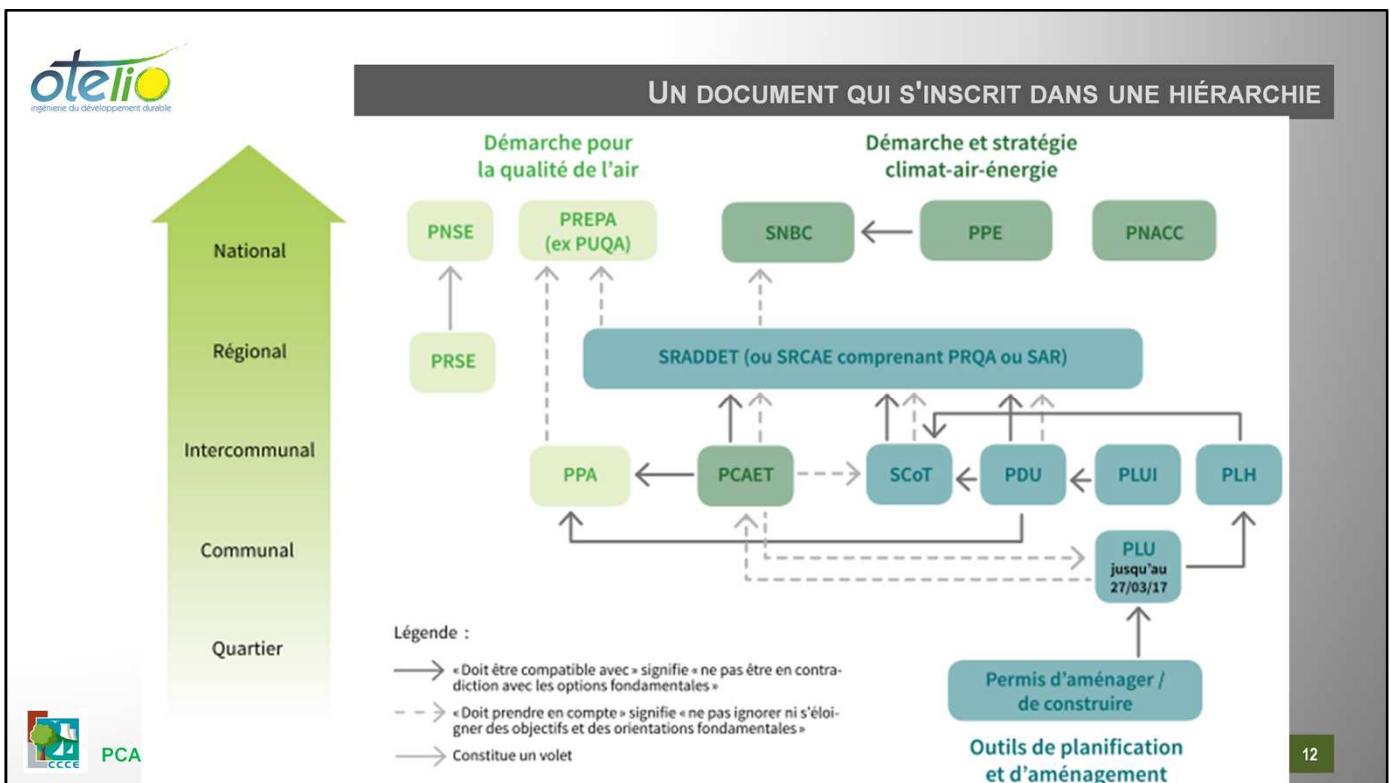 otelio
ingénierie du développement durable
UN DOCUMENT QUI S'INSCRIT DANS UNE HIÉRARCHIE
Démarche pour
la qualité de l'air
Démarche et stratégie
climat-air-énergie
National
PNSE
PREPA
(ex PUQA)
SNBC
PPE
PNACC
Régional
PRSE
SRADDET (ou SRCAE comprenant PRQA ou SAR)
Intercommunal
PPA
PCAET
SCoT
PDU
PLUI
PLH
Communal
PLU
jusqu'au
27/03/17
Quartier
Permis d'aménager /
de construire
Outils de planification
et d'aménagement
Légende :
« Doit être compatible avec » signifie « ne pas être en contra-
diction avec les options fondamentales »
« Doit prendre en compte » signifie « ne pas ignorer ni s'éloi-
gner des objectifs et des orientations fondamentales »
Constitue un volet
CCCE
PCA
12